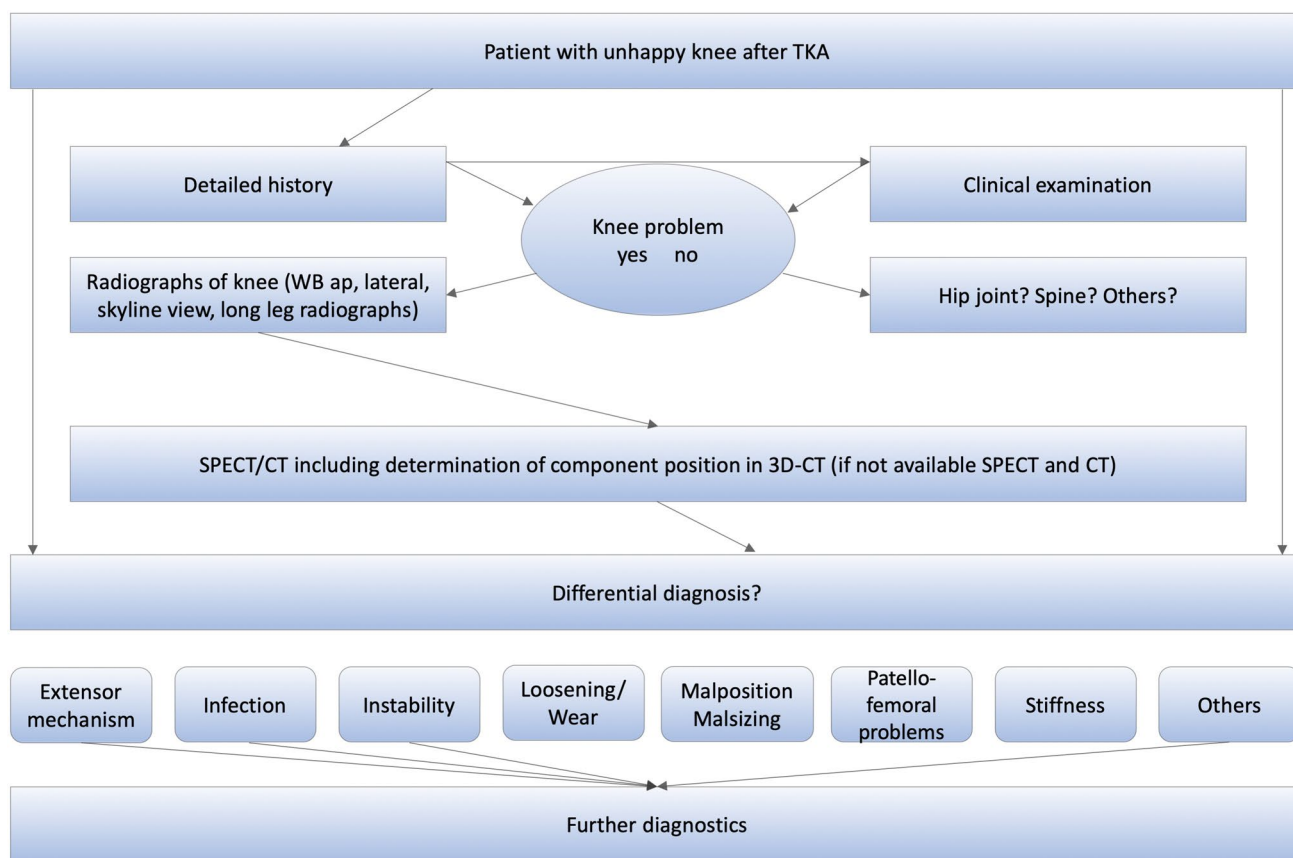 Patient with unhappy knee after TKA
Detailed history
Clinical examination
Knee problem
yes no
Radiographs of knee (WB ap, lateral,
skyline view, long leg radiographs)
Hip joint? Spine? Others?
SPECT/CT including determination of component position in 3D-CT (if not available SPECT and CT)
Differential diagnosis?
Extensor
mechanism
Infection
Instability
Loosening/
Wear
Malposition
Malsizing
Patello-
femoral
problems
Stiffness
Others
Further diagnostics